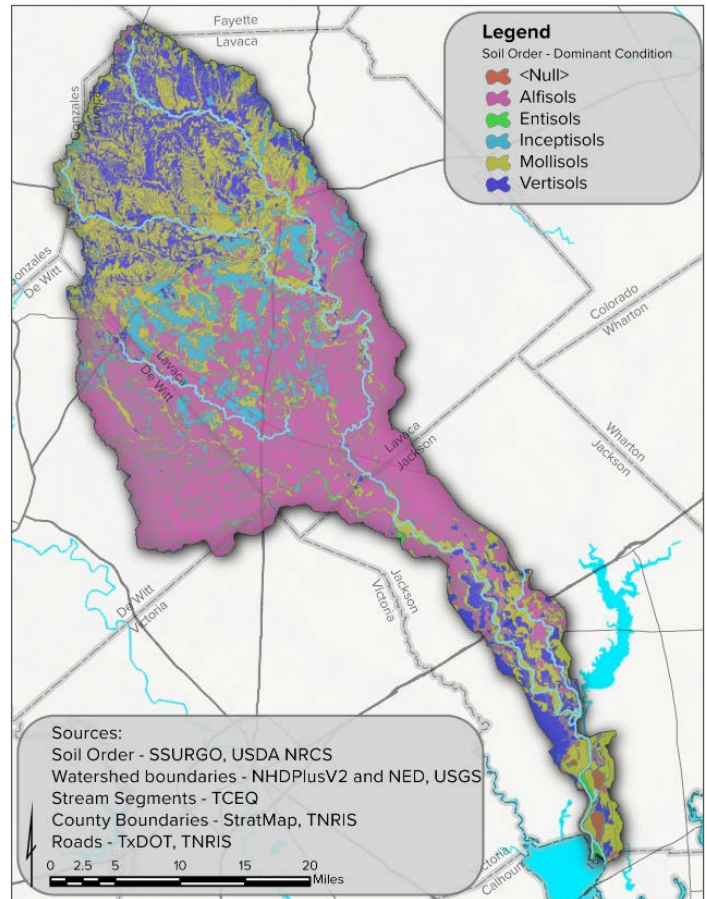 Fayette
Lavaca
Legend
Soil Order - Dominant Condition
<Null>
Alfisols
Entisols
Inceptisols
Mollisols
Vertisols
Gonzales
Lavaca
Gonzales
De Witt
Colorado
Wharton
Lavaca
De Witt
Wharton
Jackson
Lavaca
Jackson
De Witt
Victoria
Jackson
Victoria
Sources:
Soil Order - SSURGO, USDA NRCS
Watershed boundaries - NHDPlusV2 and NED, USGS
Stream Segments - TCEQ
County Boundaries - StratMap, TNRIS
Roads - TxDOT, TNRIS
0 2.5 5 10 15 20
Miles
Calhoun